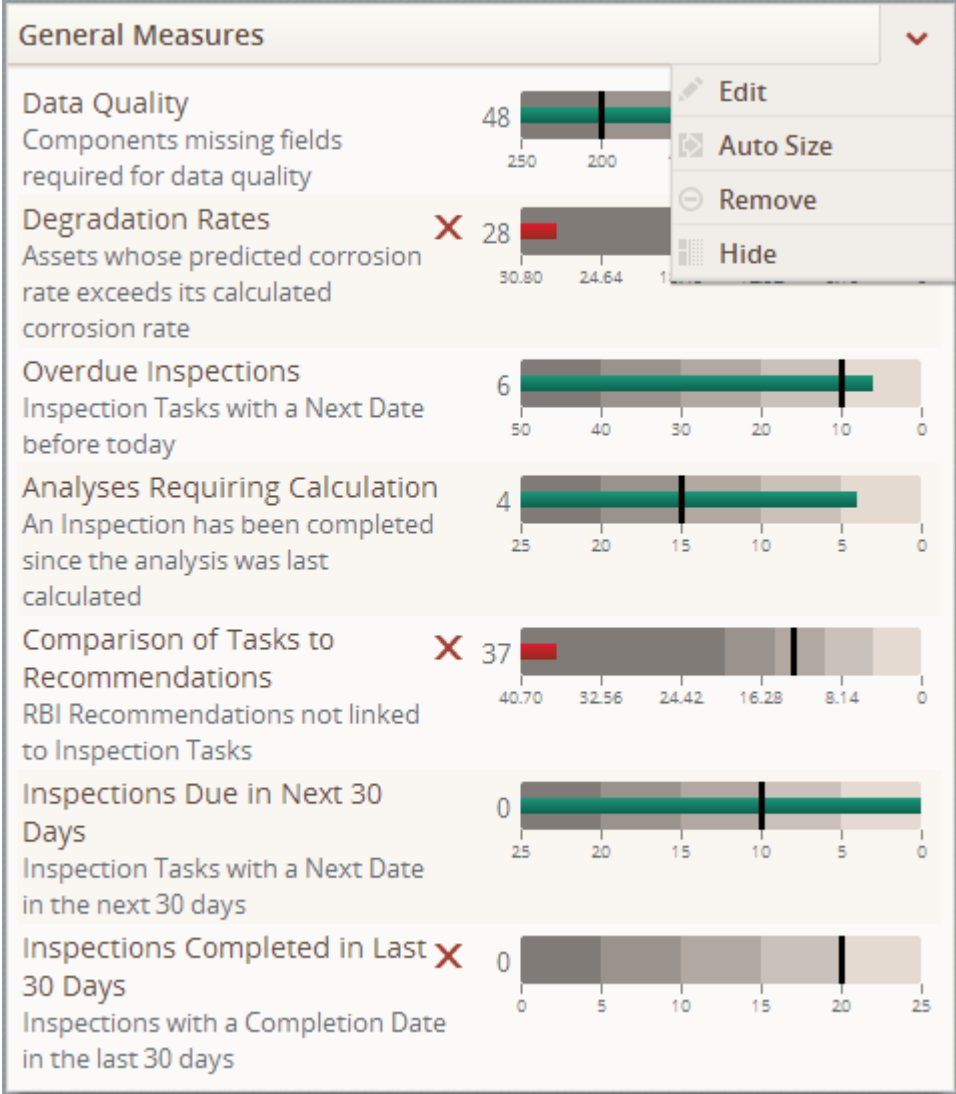 General Measures
Edit
Auto Size
Remove
Hide
Data Quality
Components missing fields
required for data quality
48
250 200
Degradation Rates
Assets whose predicted corrosion
rate exceeds its calculated
corrosion rate
28
30.80 24.64
Overdue Inspections
Inspection Tasks with a Next Date
before today
6
50 40 30 20 10 0
Analyses Requiring Calculation
An Inspection has been completed
since the analysis was last
calculated
4
25 20 15 10 5 0
Comparison of Tasks to
Recommendations
RBI Recommendations not linked
to Inspection Tasks
37
40.70 32.56 24.42 16.28 8.14 0
Inspections Due in Next 30
Days
Inspection Tasks with a Next Date
in the next 30 days
0
25 20 15 10 5 0
Inspections Completed in Last
30 Days
Inspections with a Completion Date
in the last 30 days
0
0 5 10 15 20 25